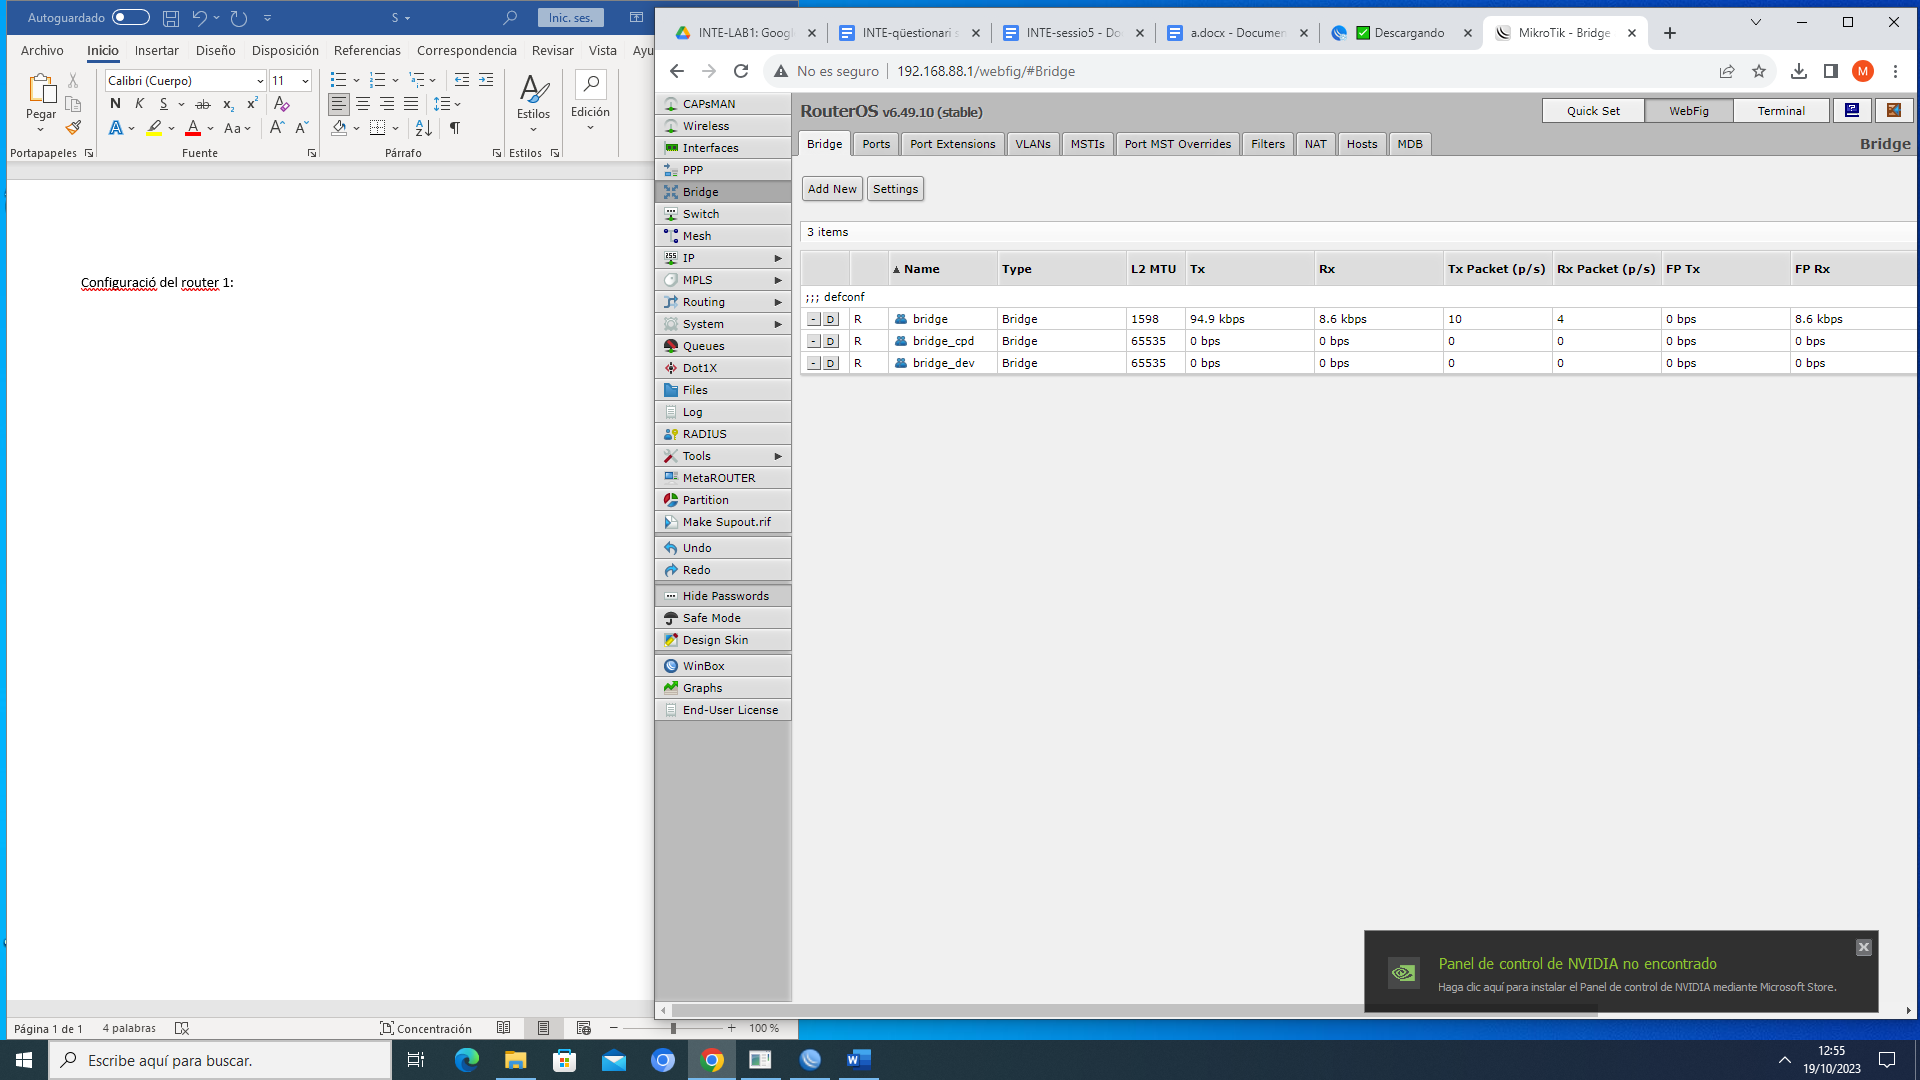 Autoguardado
S
Inic. ses.
Archivo Inicio Insertar Diseño Disposición Referencias Correspondencia Revisar Vista Ayu
Pegar
Calibri (Cuerpo) 11
N K S ab x₂ x²
A A Aa A A
Estilos
Edición
Portapapeles Fuente Párrafo Estilos
Configuració del router 1:
Página 1 de 1 4 palabras Concentración 100 %
INTE-LAB1: Googl
INTE-qüestionari s
INTE-sessio5 - Do
a.docx - Documen
Descargando
MikroTik - Bridge
No es seguro 192.168.88.1/webfig/#Bridge
M
CAPsMAN
Wireless
Interfaces
PPP
Bridge
Switch
Mesh
IP
MPLS
Routing
System
Queues
Dot1X
Files
Log
RADIUS
Tools
MetaROUTER
Partition
Make Supout.rif
Undo
Redo
Hide Passwords
Safe Mode
Design Skin
WinBox
Graphs
End-User License
RouterOS v6.49.10 (stable)
Quick Set WebFig Terminal
Bridge Ports Port Extensions VLANs MSTIs Port MST Overrides Filters NAT Hosts MDB
Bridge
Add New Settings
3 items
Name Type L2 MTU Tx Rx Tx Packet (p/s) Rx Packet (p/s) FP Tx FP Rx
;;; defconf
- D R bridge Bridge 1598 94.9 kbps 8.6 kbps 10 4 0 bps 8.6 kbps
- D R bridge_cpd Bridge 65535 0 bps 0 bps 0 0 0 bps 0 bps
- D R bridge_dev Bridge 65535 0 bps 0 bps 0 0 0 bps 0 bps
Panel de control de NVIDIA no encontrado
Haga clic aquí para instalar el Panel de control de NVIDIA mediante Microsoft Store.
Escribe aquí para buscar.
12:55
19/10/2023